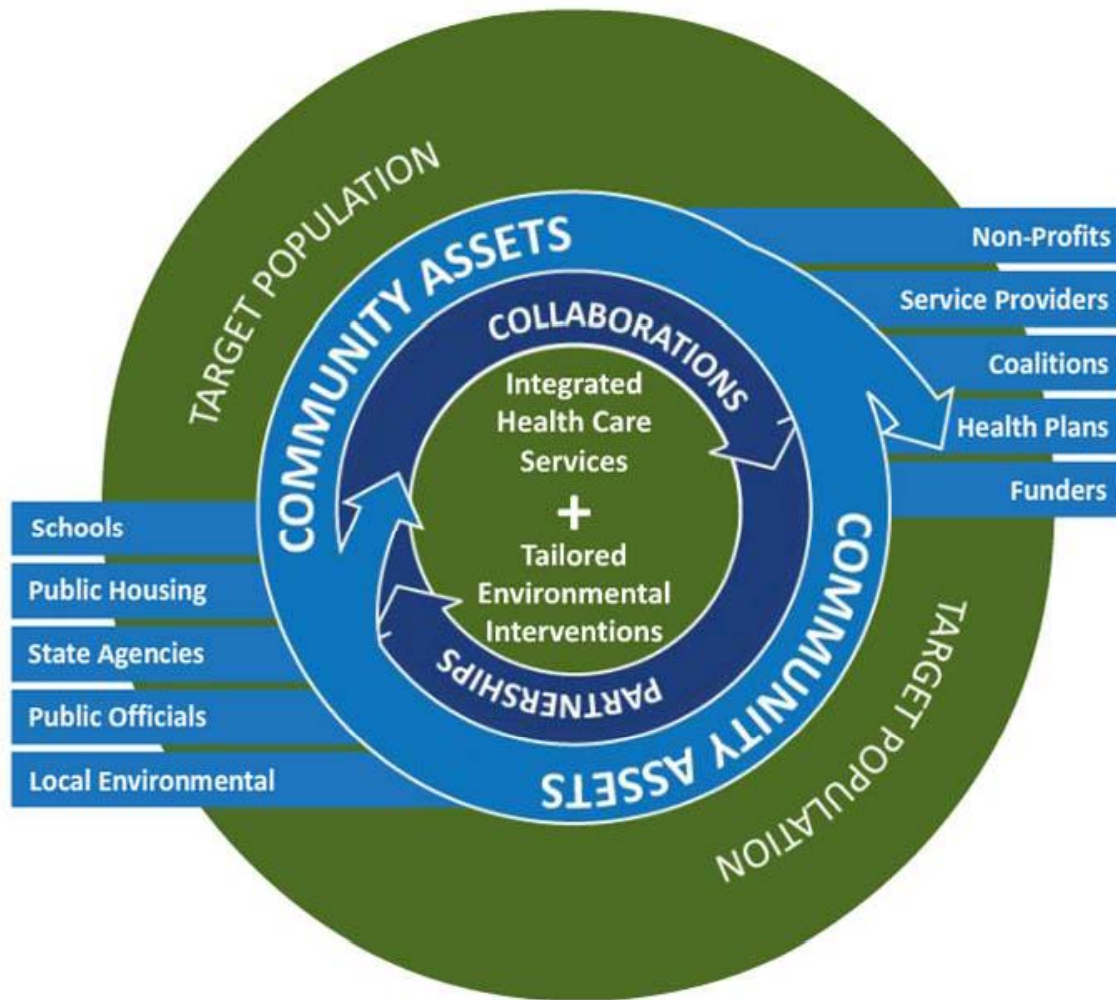 TARGET POPULATION
COMMUNITY ASSETS
COLLABORATIONS
Integrated
Health Care
Services
+
Tailored
Environmental
Interventions
PARTNERSHIPS
COMMUNITY ASSETS
TARGET POPULATION
Non-Profits
Service Providers
Coalitions
Health Plans
Funders
Schools
Public Housing
State Agencies
Public Officials
Local Environmental